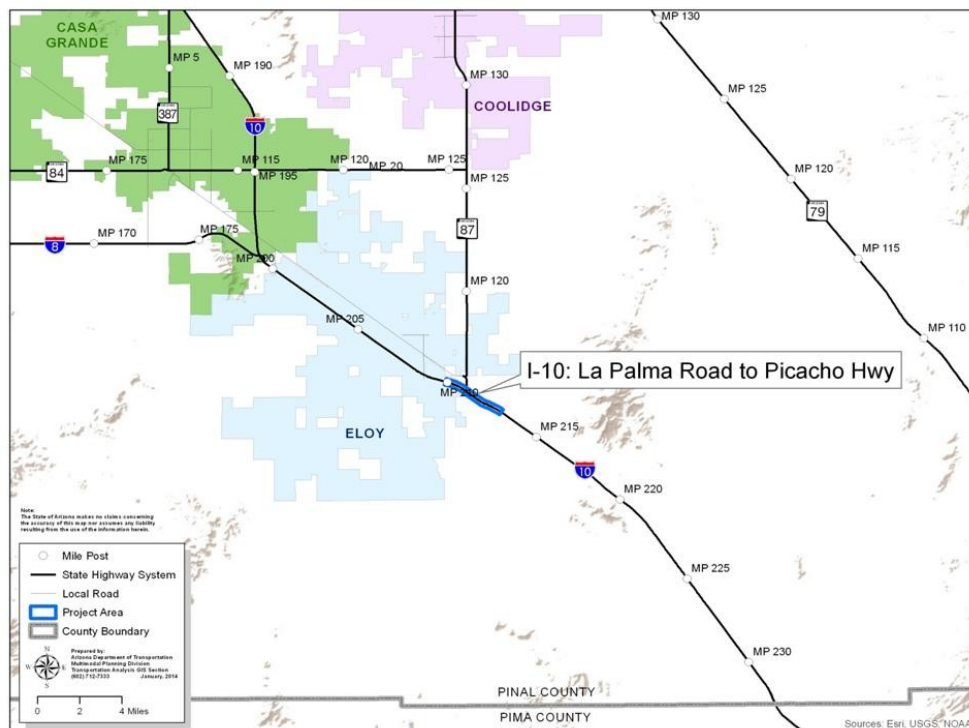 CASA
GRANDE
MP 5
MP 190
387
10
MP 130
COOLIDGE
MP 130
MP 125
84
MP 175
MP 115
MP 195
MP 120
MP 20
MP 125
MP 125
MP 120
79
87
MP 115
8
MP 170
MP 175
MP 200
MP 120
MP 205
MP 110
I-10: La Palma Road to Picacho Hwy
MP 210
ELOY
MP 215
10
MP 220
MP 225
MP 230
Note:
The State of Arizona makes no claims concerning
the accuracy of this map nor assumes any liability
resulting from the use of the information herein.
Mile Post
State Highway System
Local Road
Project Area
County Boundary
N
W E
S
Prepared by:
Arizona Department of Transportation
Multimodal Planning Division
Transportation Analysis GIS Section
(602) 712-7333 January, 2014
0 2 4 Miles
PINAL COUNTY
PIMA COUNTY
Sources: Esri, USGS, NOAA